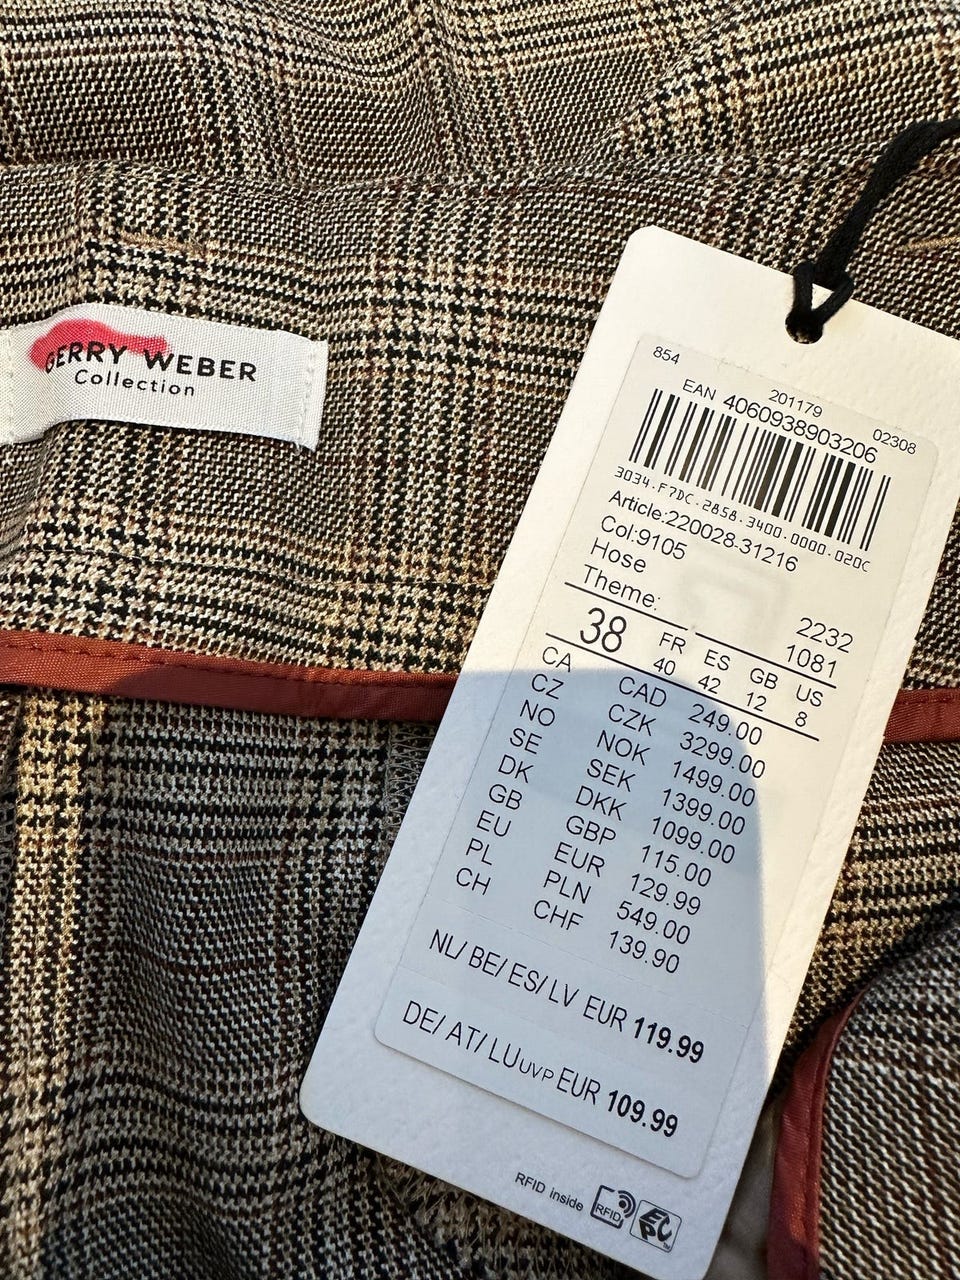 GERRY WEBER
Collection
854
201179
02308
EAN 4060938903206
3034.F7DC.2858.3400.0000.020C
Article:220028-31216
Col:9105
Hose 2232
Theme: 1081
38 FR ES GB US
40 42 12 8
CA CAD 249.00
CZ CZK 3299.00
NO NOK 1499.00
SE SEK 1399.00
DK DKK 1099.00
GB GBP 115.00
EU EUR 129.99
PL PLN 549.00
CH CHF 139.90
NL/ BE/ ES/ LV EUR 119.99
DE/ AT/ LU UVP EUR 109.99
RFID inside
RFID
EPC